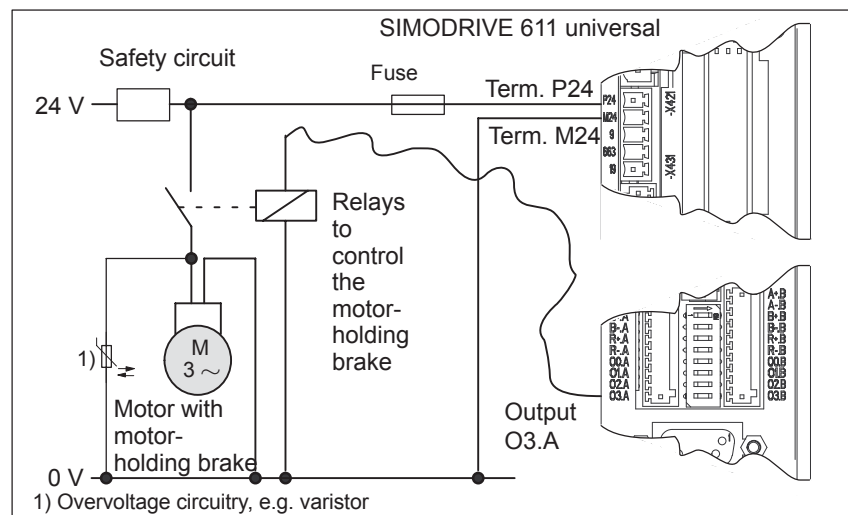 SIMODRIVE 611 universal
Safety circuit
Fuse
24 V
Term. P24
Term. M24
P24
M24
9
663
19
-X421
-X431
Relays
to
control
the
motor-
holding
brake
1)
M
3 ~
Motor with
motor-
holding brake
Output
O3.A
B-.A
R+.A
R-.A
O0.A
O1.A
O2.A
O3.A
A+.B
A-.B
B+.B
B-.B
R+.B
R-.B
O0.B
O1.B
O2.B
O3.B
0 V
1) Overvoltage circuitry, e.g. varistor